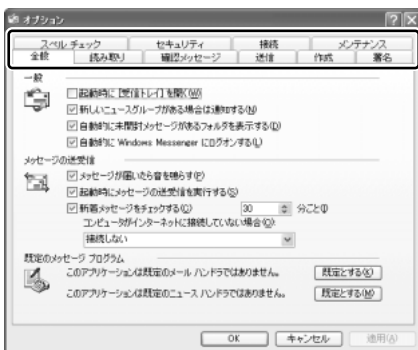 オプション
スペル チェック セキュリティ 接続 メンテナンス
全般 読み取り 確認メッセージ 送信 作成 署名
一般
起動時に [受信トレイ] を開く(W)
新しいニュースグループがある場合は通知する(N)
自動的に未開封メッセージがあるフォルダを表示する(D)
自動的に Windows Messenger にログオンする(L)
メッセージの送受信
メッセージが届いたら音を鳴らす(P)
起動時にメッセージの送受信を実行する(S)
新着メッセージをチェックする(C) 30 分ごと(I)
コンピュータがインターネットに接続していない場合(O):
接続しない
既定のメッセージ プログラム
このアプリケーションは既定のメール ハンドラではありません。 既定とする(K)
このアプリケーションは既定のニュース ハンドラではありません。 既定とする(M)
OK キャンセル 適用(A)